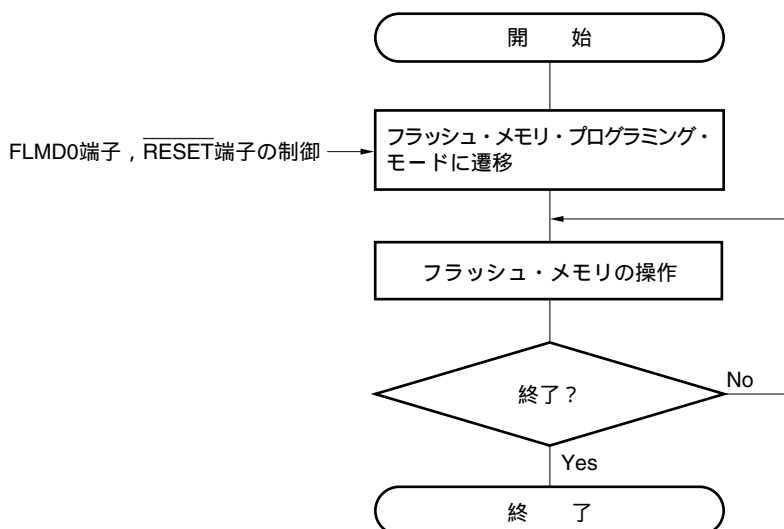 開　　始
FLMD0端子，RESET端子の制御
フラッシュ・メモリ・プログラミング・
モードに遷移
フラッシュ・メモリの操作
終了？
No
Yes
終　　了